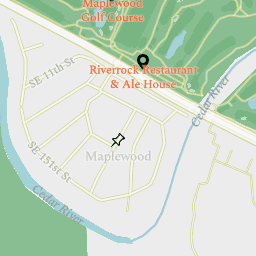 Maplewood
Golf Course
SE 11th St
Riverrock Restaurant
& Ale House
Cedar River
Maplewood
SE 151st St
Cedar River